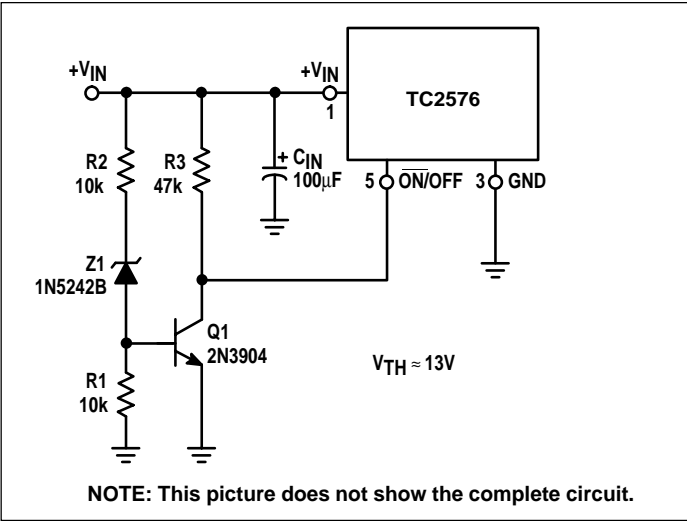 +VIN
+VIN
1
TC2576
R2
10k
R3
47k
+ CIN
100µF
5
ON/OFF
3
GND
Z1
1N5242B
Q1
2N3904
R1
10k
VTH ≈ 13V
NOTE: This picture does not show the complete circuit.